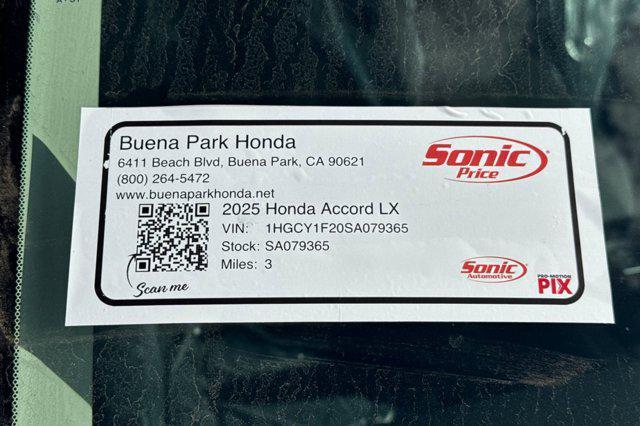 Buena Park Honda
6411 Beach Blvd, Buena Park, CA 90621
(800) 264-5472
www.buenaparkhonda.net
Sonic
Price
2025 Honda Accord LX
VIN: 1HGCY1F20SA079365
Stock: SA079365
Miles: 3
Scan me
Sonic
Automotive
PRO-MOTION
PIX